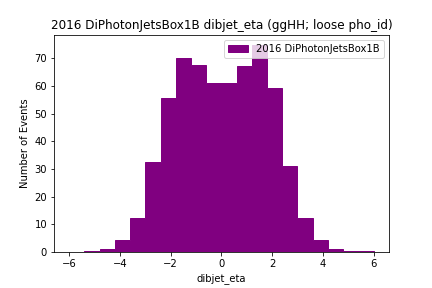 2016 DiPhotonJetsBox1B dibjet_eta (ggHH; loose pho_id)
2016 DiPhotonJetsBox1B
Number of Events
70
60
50
40
30
20
10
0
−6 −4 −2 0 2 4 6
dibjet_eta